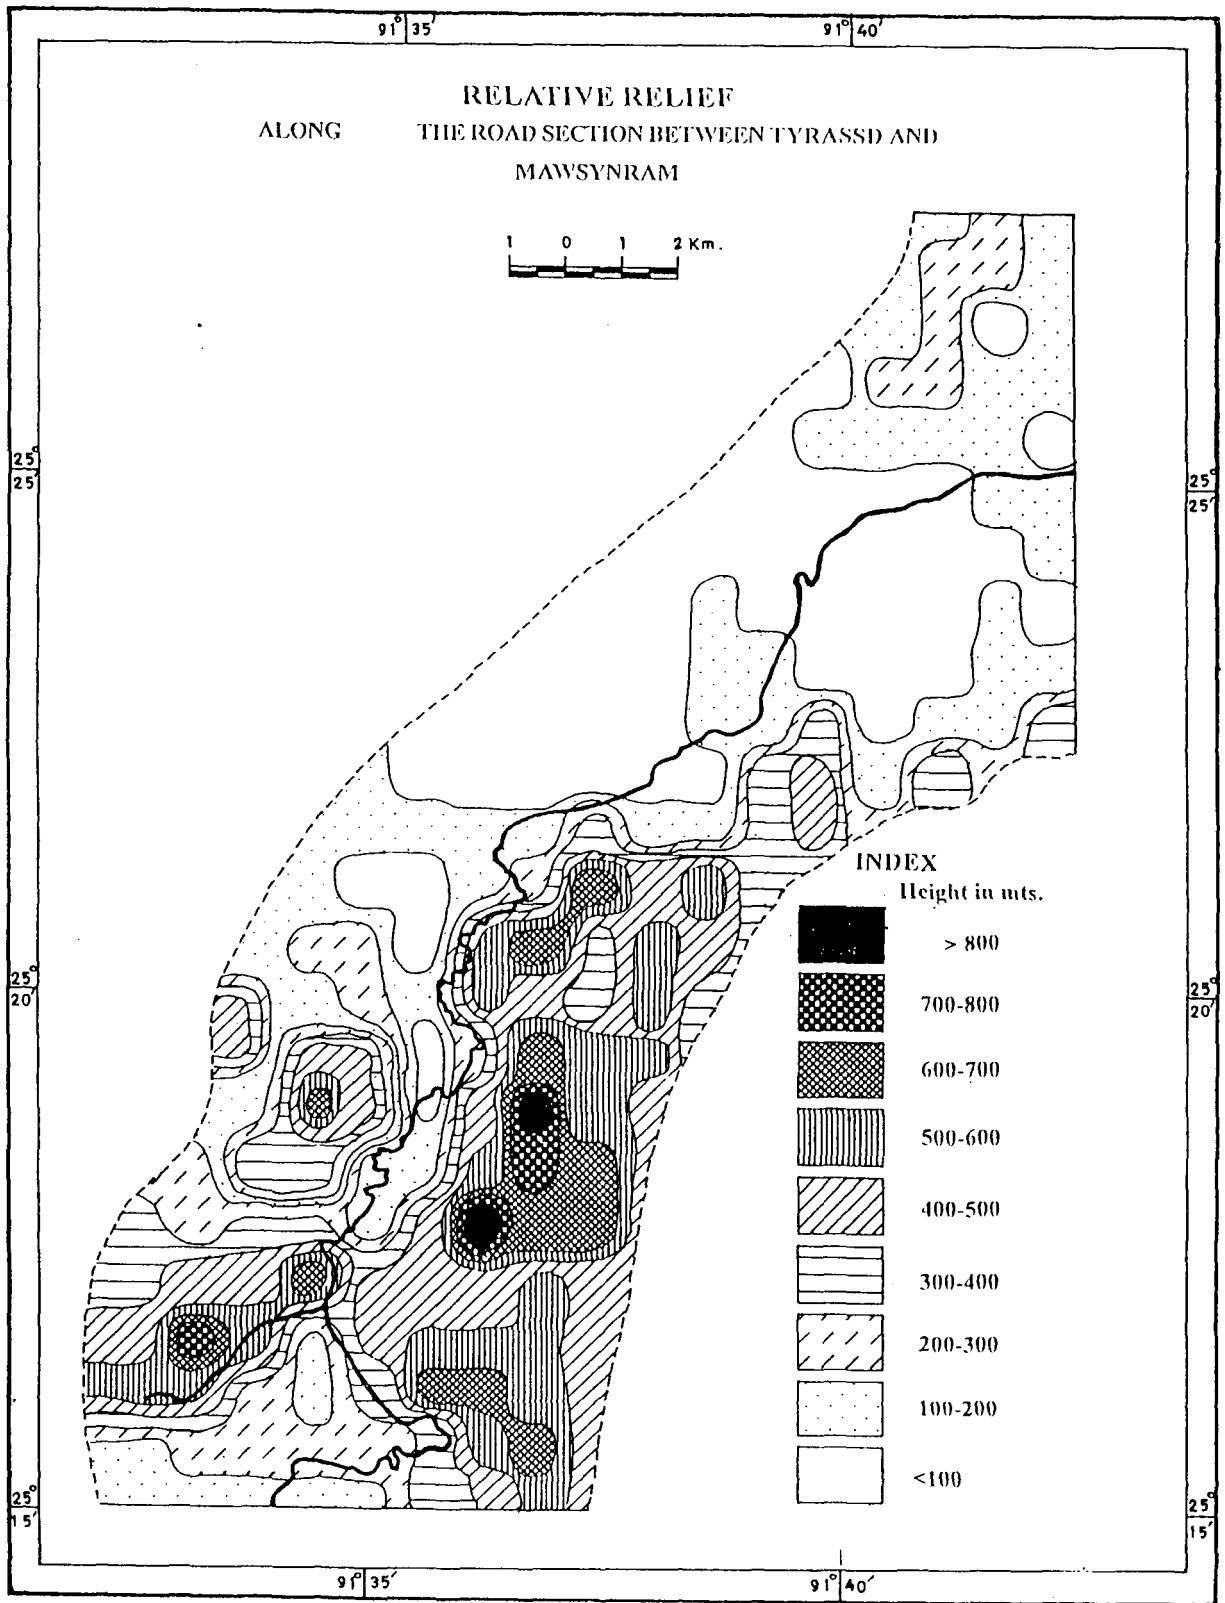 91° 35′ 91° 40′
RELATIVE RELIEF
ALONG THE ROAD SECTION BETWEEN TYRASSD AND
MAWSYNRAM
1 0 1 2 Km.
25° 25′
25° 25′
INDEX
Height in mts.
> 800
25° 20′
25° 20′
700-800
600-700
500-600
400-500
300-400
200-300
100-200
<100
25° 15′
25° 15′
91° 35′ 91° 40′